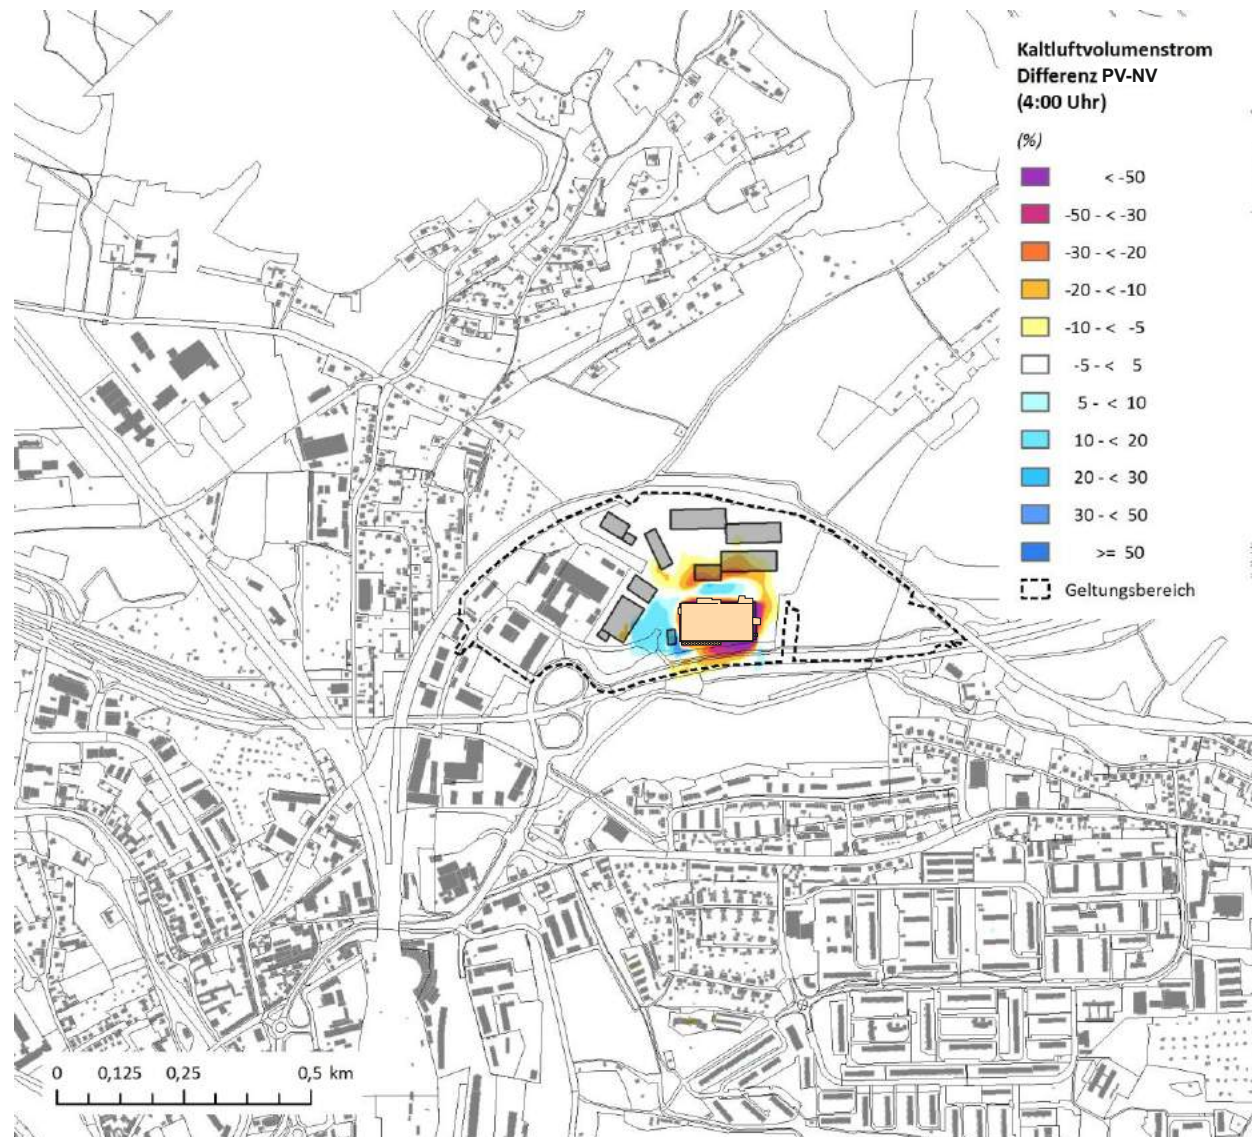 Kaltluftvolumenstrom
Differenz PV-NV
(4:00 Uhr)
(%)
< -50
-50 - < -30
-30 - < -20
-20 - < -10
-10 - < -5
-5 - < 5
5 - < 10
10 - < 20
20 - < 30
30 - < 50
>= 50
Geltungsbereich
0 0,125 0,25 0,5 km